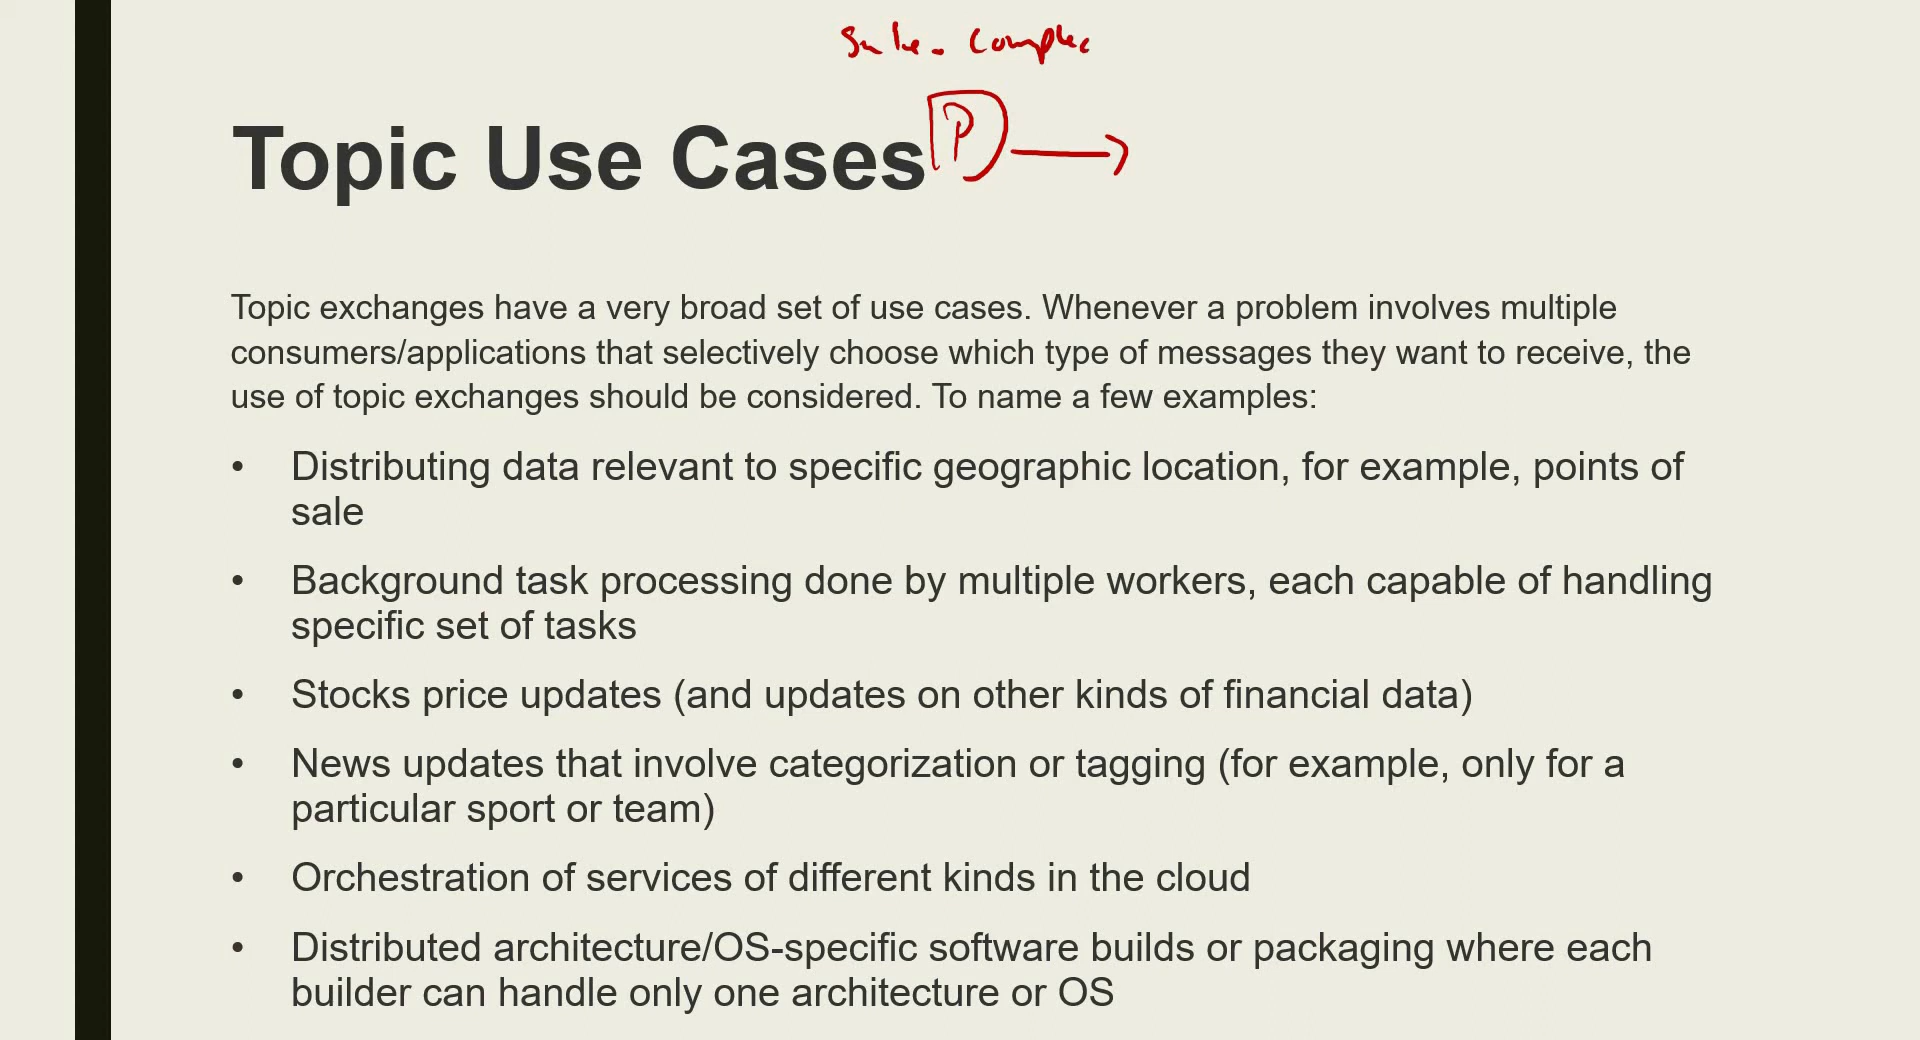 Sale. Comple
P
Topic Use Cases
Topic exchanges have a very broad set of use cases. Whenever a problem involves multiple
consumers/applications that selectively choose which type of messages they want to receive, the
use of topic exchanges should be considered. To name a few examples:
• Distributing data relevant to specific geographic location, for example, points of
sale
• Background task processing done by multiple workers, each capable of handling
specific set of tasks
• Stocks price updates (and updates on other kinds of financial data)
• News updates that involve categorization or tagging (for example, only for a
particular sport or team)
• Orchestration of services of different kinds in the cloud
• Distributed architecture/OS-specific software builds or packaging where each
builder can handle only one architecture or OS